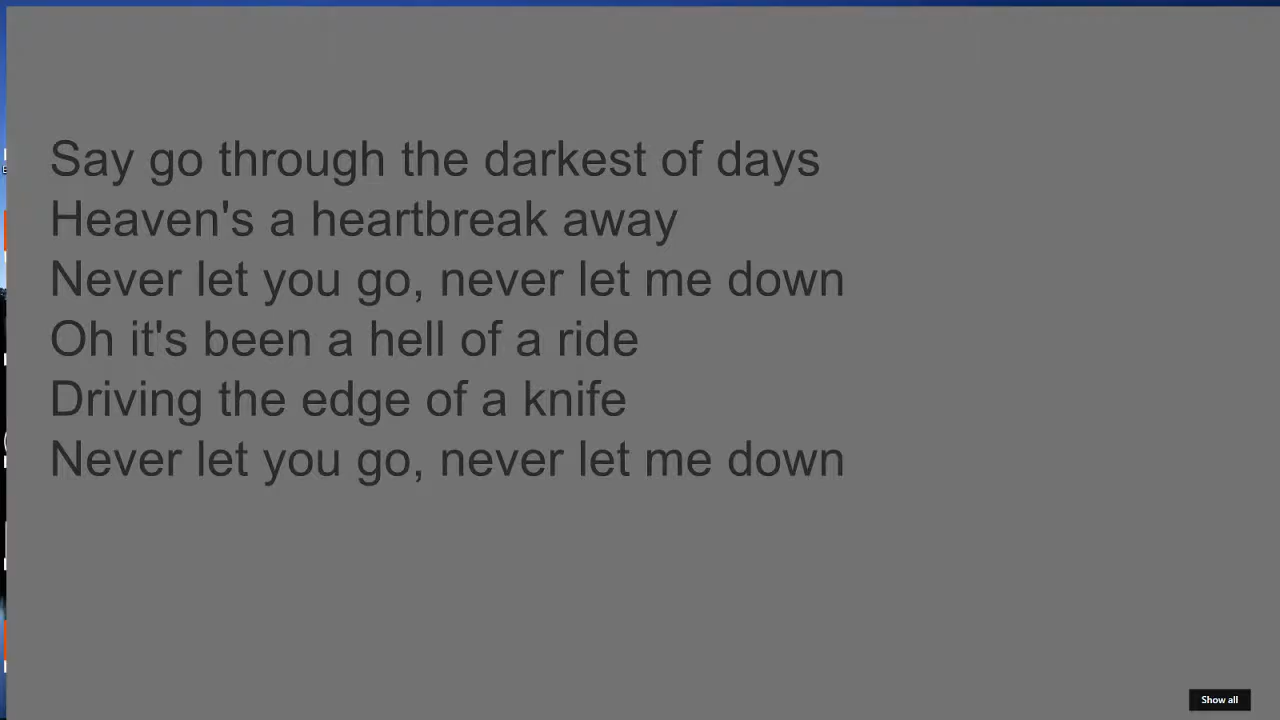 Say go through the darkest of days
Heaven's a heartbreak away
Never let you go, never let me down
Oh it's been a hell of a ride
Driving the edge of a knife
Never let you go, never let me down
Show all